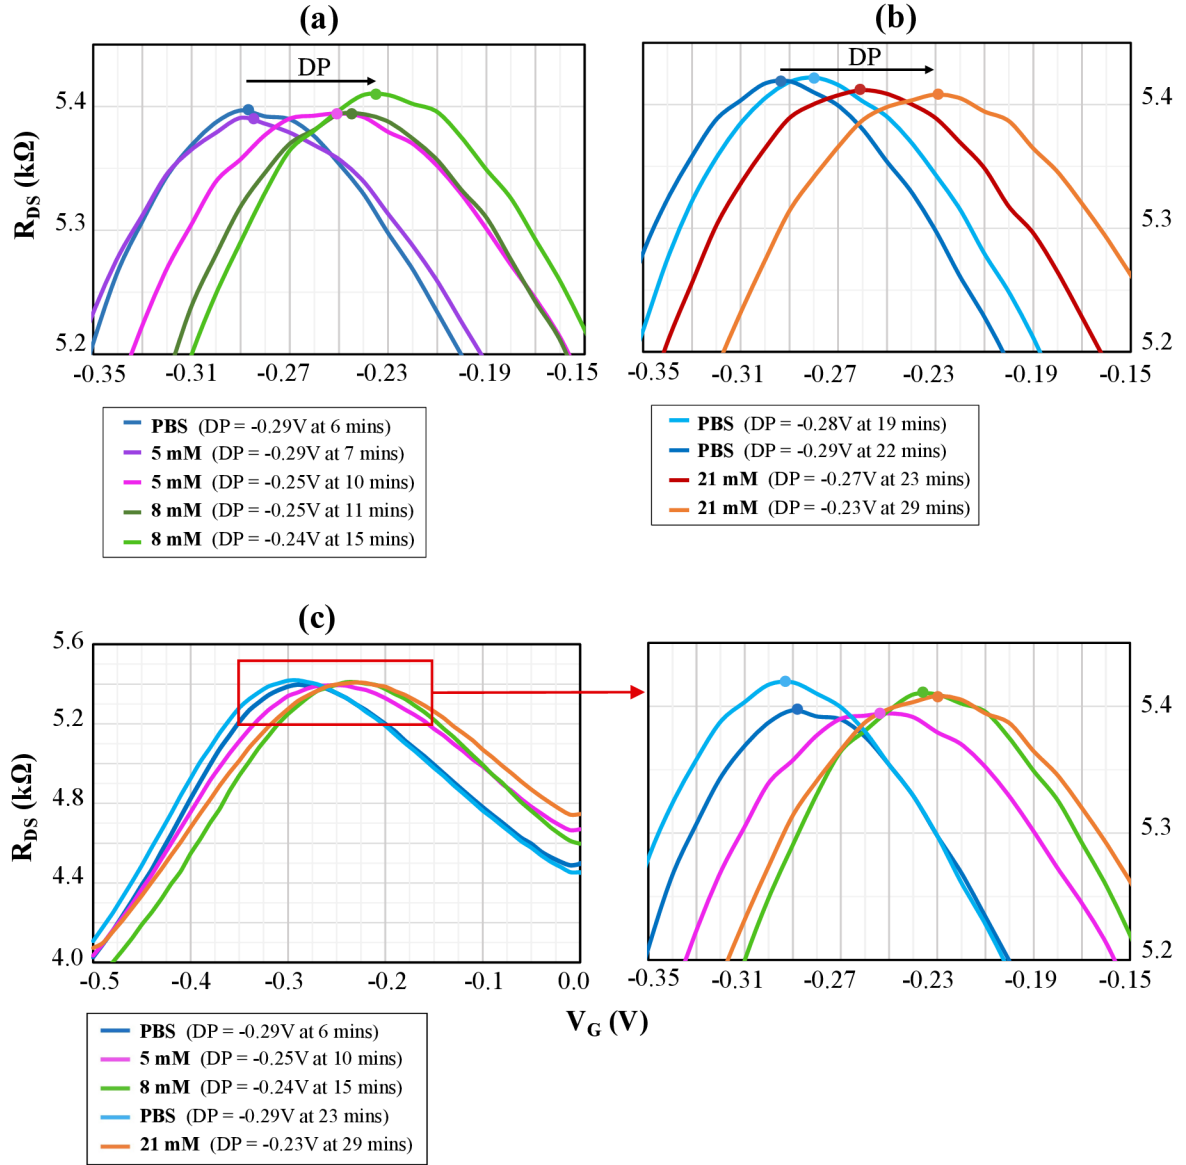 (a)
(b)
DP
DP
5.4
5.3
5.2
R_DS (kΩ)
-0.35
-0.31
-0.27
-0.23
-0.19
-0.15
5.4
5.3
5.2
-0.35
-0.31
-0.27
-0.23
-0.19
-0.15
PBS (DP = -0.29V at 6 mins)
5 mM (DP = -0.29V at 7 mins)
5 mM (DP = -0.25V at 10 mins)
8 mM (DP = -0.25V at 11 mins)
8 mM (DP = -0.24V at 15 mins)
PBS (DP = -0.28V at 19 mins)
PBS (DP = -0.29V at 22 mins)
21 mM (DP = -0.27V at 23 mins)
21 mM (DP = -0.23V at 29 mins)
(c)
5.6
5.2
4.8
4.4
4.0
R_DS (kΩ)
-0.5
-0.4
-0.3
-0.2
-0.1
0.0
5.4
5.3
5.2
-0.35
-0.31
-0.27
-0.23
-0.19
-0.15
V_G (V)
PBS (DP = -0.29V at 6 mins)
5 mM (DP = -0.25V at 10 mins)
8 mM (DP = -0.24V at 15 mins)
PBS (DP = -0.29V at 23 mins)
21 mM (DP = -0.23V at 29 mins)